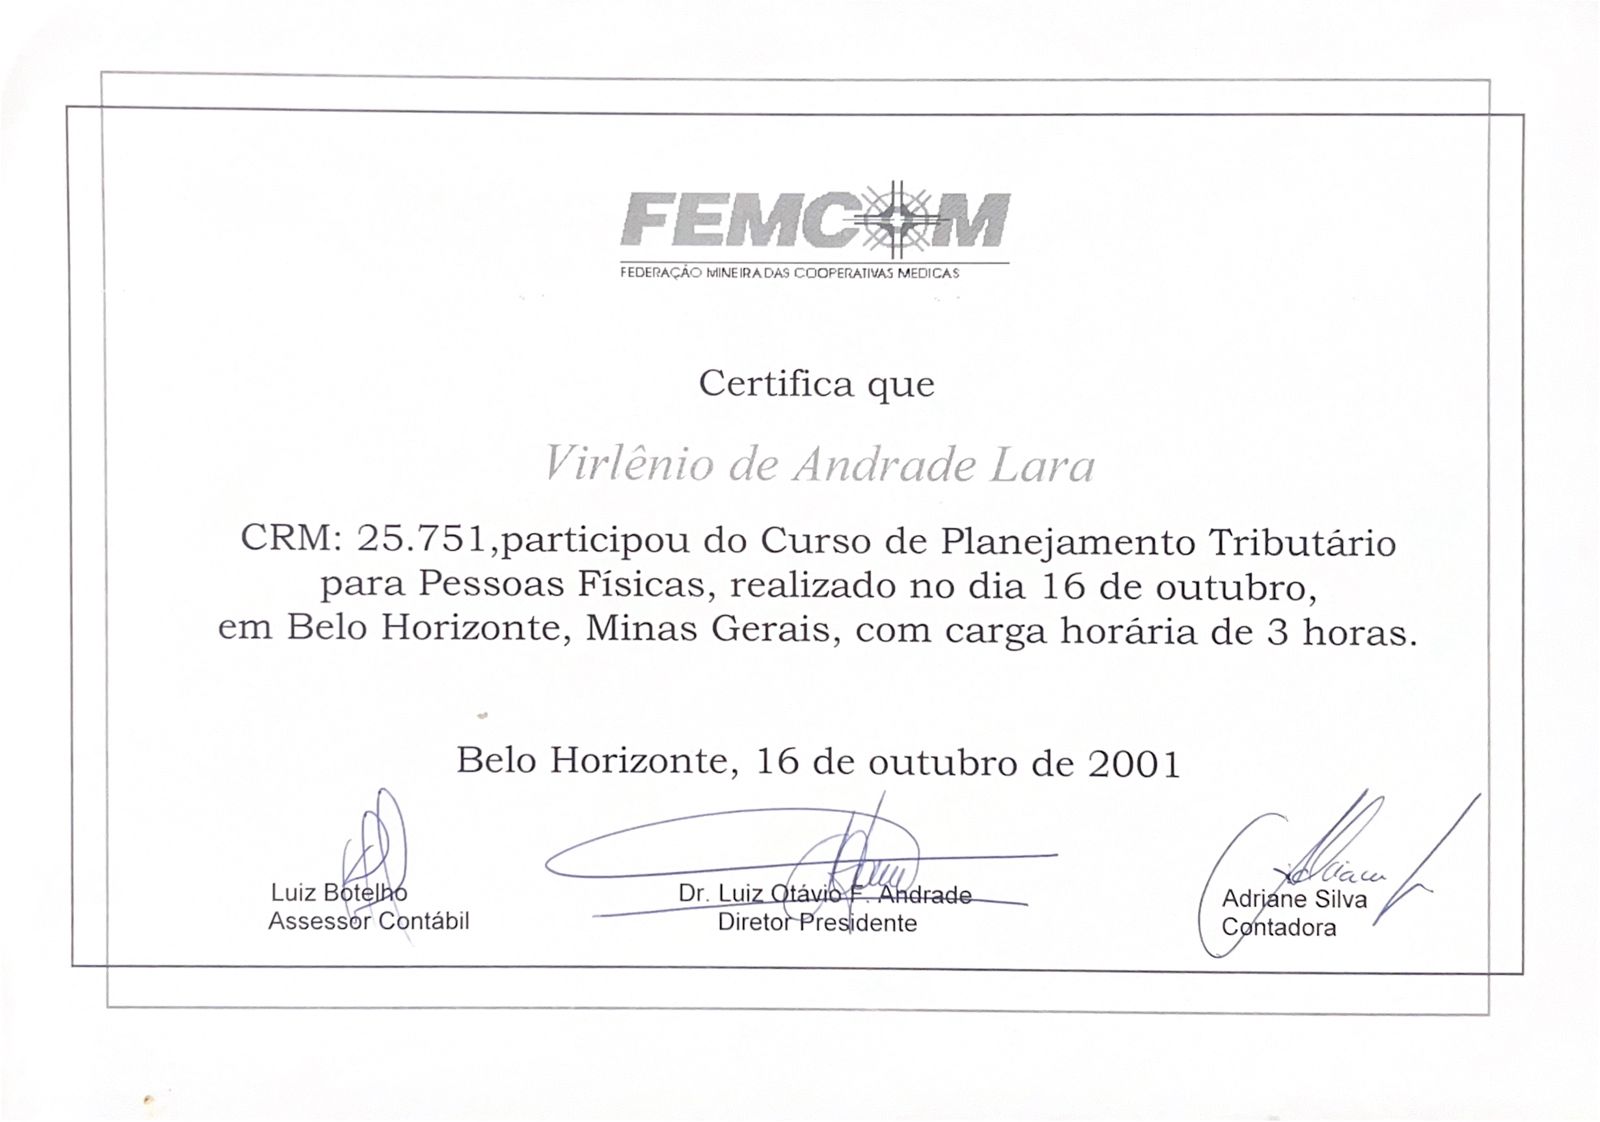 FEMCOM
FEDERAÇÃO MINEIRA DAS COOPERATIVAS MEDICAS
Certifica que
Virlênio de Andrade Lara
CRM: 25.751,participou do Curso de Planejamento Tributário
para Pessoas Físicas, realizado no dia 16 de outubro,
em Belo Horizonte, Minas Gerais, com carga horária de 3 horas.
Belo Horizonte, 16 de outubro de 2001
Luiz Botelho
Assessor Contábil
Dr. Luiz Otávio F. Andrade
Diretor Presidente
Adriane Silva
Contadora